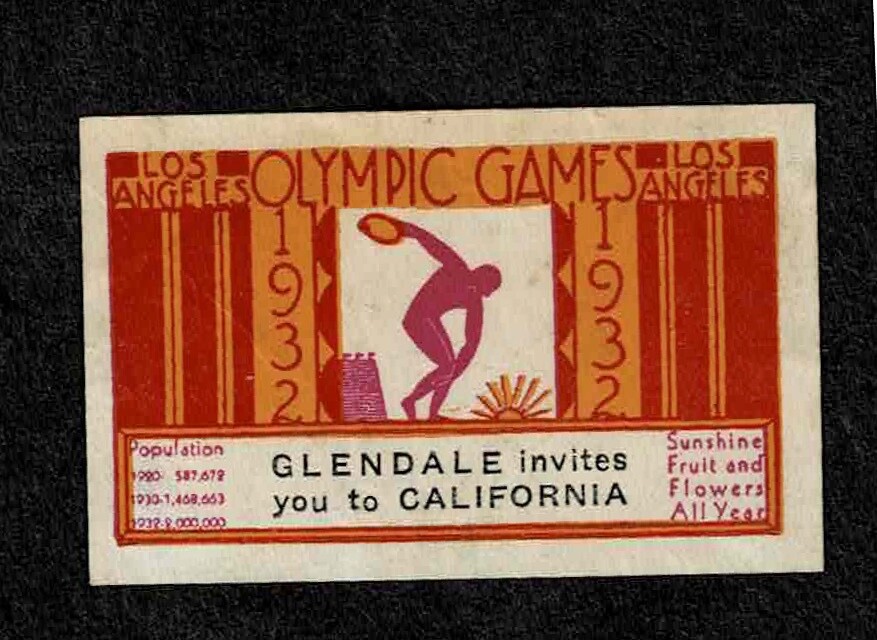 LOS ANGELES
OLYMPIC GAMES
LOS ANGELES
1932
1932
Population
1920- 587,672
1930-1,468,663
1932-2,000,000
GLENDALE invites
you to CALIFORNIA
Sunshine
Fruit and
Flowers
All Year